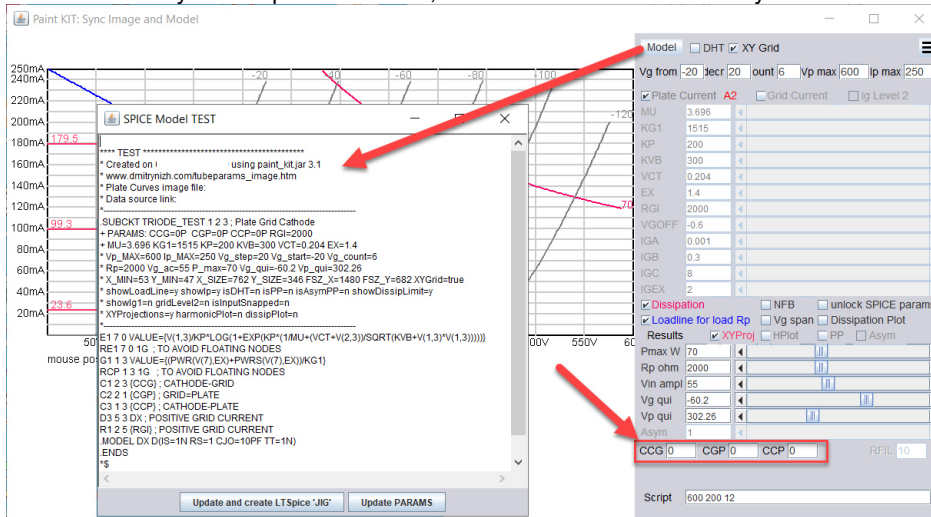 Paint KIT: Sync Image and Model
Model DHT XY Grid
Vg from -20 decr 20 ount 6 Vp max 600 Ip max 250
Plate Current A2 Grid Current Ig Level 2
MU 3.696
KG1 1515
KP 200
KVB 300
VCT 0.204
EX 1.4
RGI 2000
VGOFF -0.6
IGA 0.001
IGB 0.3
IGC 8
IGEX 2
Dissipation NFB unlock SPICE params
Loadline for load Rp Vg span Dissipation Plot
Results XYProj HPlot PP Asym
Pmax W 70
Rp ohm 2000
Vin ampl 55
Vg qui -60.2
Vp qui 302.26
Asym 1
CCG 0 CGP 0 CCP 0 RFIL 10
Script 600 200 12
250mA
240mA
220mA
200mA
180mA 179.5
160mA
140mA
120mA
100mA 99.3
80mA
60mA
40mA
20mA 23.6
-20 -40 -60 -80 -100
-120
70
50
00V 550V 60
mouse po
SPICE Model TEST
**** TEST ******************************************
* Created on ( using paint_kit.jar 3.1
* www.dmitrynizh.com/tubeparams_image.htm
* Plate Curves image file:
* Data source link:
*----------------------------------------------------------------------------------
.SUBCKT TRIODE_TEST 1 2 3 ; Plate Grid Cathode
+ PARAMS: CCG=0P CGP=0P CCP=0P RGI=2000
+ MU=3.696 KG1=1515 KP=200 KVB=300 VCT=0.204 EX=1.4
* Vp_MAX=600 Ip_MAX=250 Vg_step=20 Vg_start=-20 Vg_count=6
* Rp=2000 Vg_ac=55 P_max=70 Vg_qui=-60.2 Vp_qui=302.26
* X_MIN=53 Y_MIN=47 X_SIZE=762 Y_SIZE=346 FSZ_X=1480 FSZ_Y=682 XYGrid=true
* showLoadLine=y showIp=y isDHT=n isPP=n isAsymPP=n showDissipLimit=y
* showIg1=n gridLevel2=n isInputSnapped=n
* XYProjections=y harmonicPlot=n dissipPlot=n
*----------------------------------------------------------------------------------
E1 7 0 VALUE={V(1,3)/KP*LOG(1+EXP(KP*(1/MU+(VCT+V(2,3))/SQRT(KVB+V(1,3)*V(1,3)))))}
RE1 7 0 1G ; TO AVOID FLOATING NODES
G1 1 3 VALUE={(PWR(V(7),EX)+PWRS(V(7),EX))/KG1}
RCP 1 3 1G ; TO AVOID FLOATING NODES
C1 2 3 {CCG} ; CATHODE-GRID
C2 2 1 {CGP} ; GRID=PLATE
C3 1 3 {CCP} ; CATHODE-PLATE
D3 5 3 DX ; POSITIVE GRID CURRENT
R1 2 5 {RGI} ; POSITIVE GRID CURRENT
.MODEL DX D(IS=1N RS=1 CJO=10PF TT=1N)
.ENDS
*$
Update and create LTSpice 'JIG' Update PARAMS